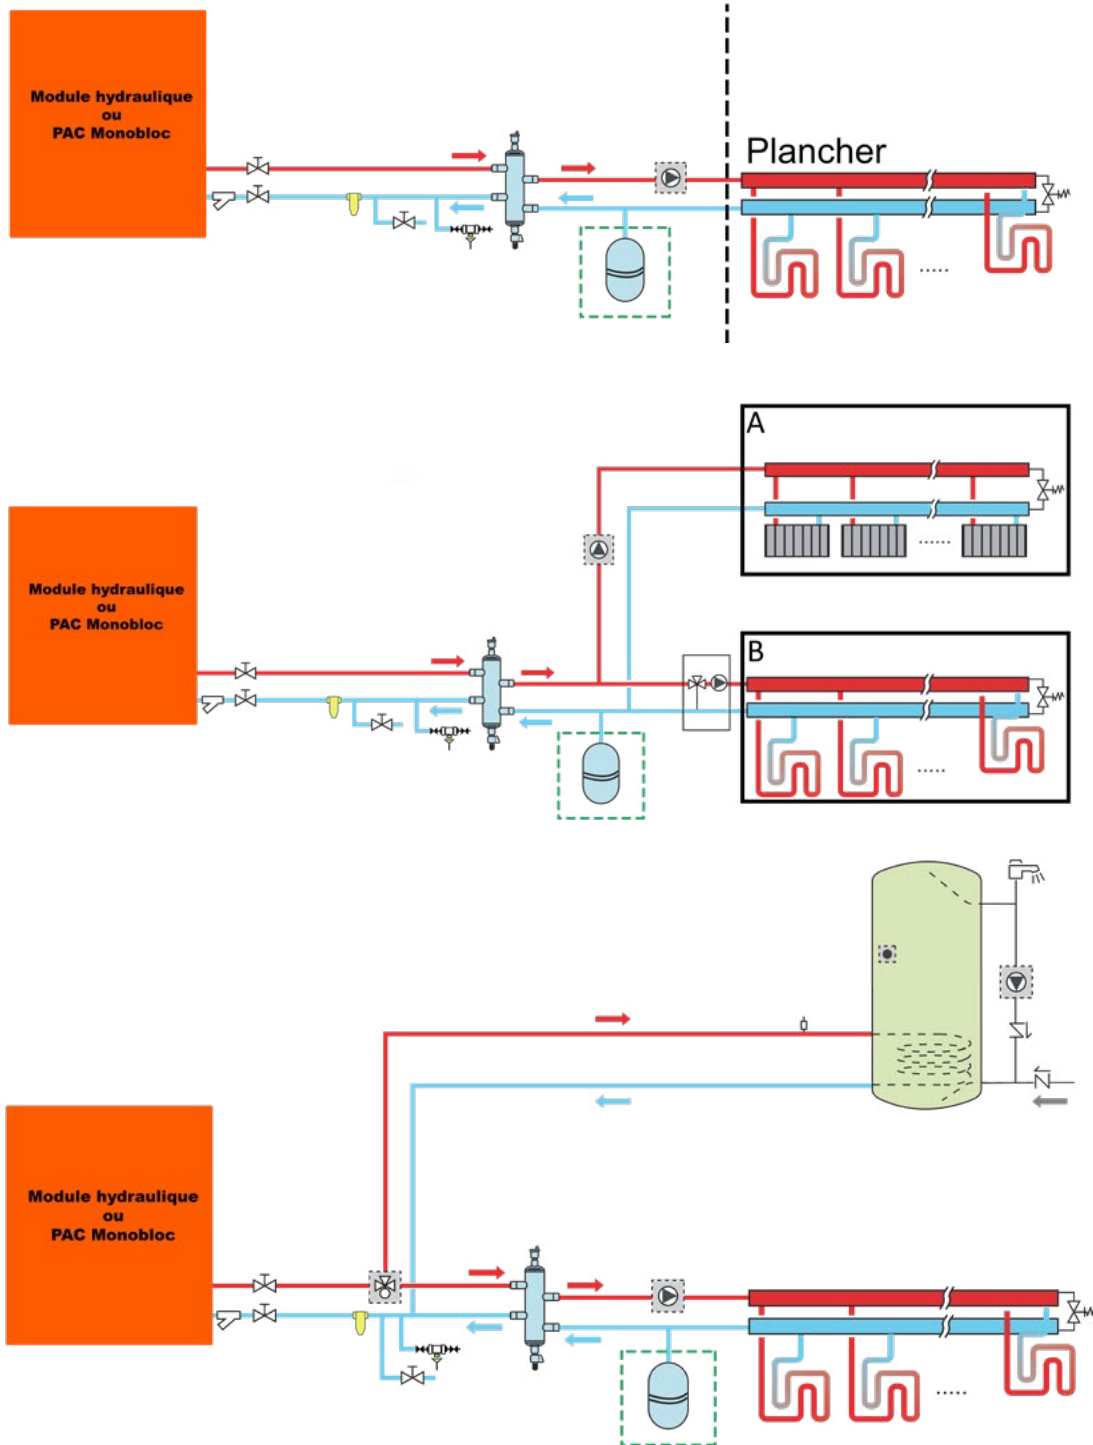 Module hydraulique
ou
PAC Monobloc
Plancher
.....
A
......
Module hydraulique
ou
PAC Monobloc
B
.....
Module hydraulique
ou
PAC Monobloc
.....